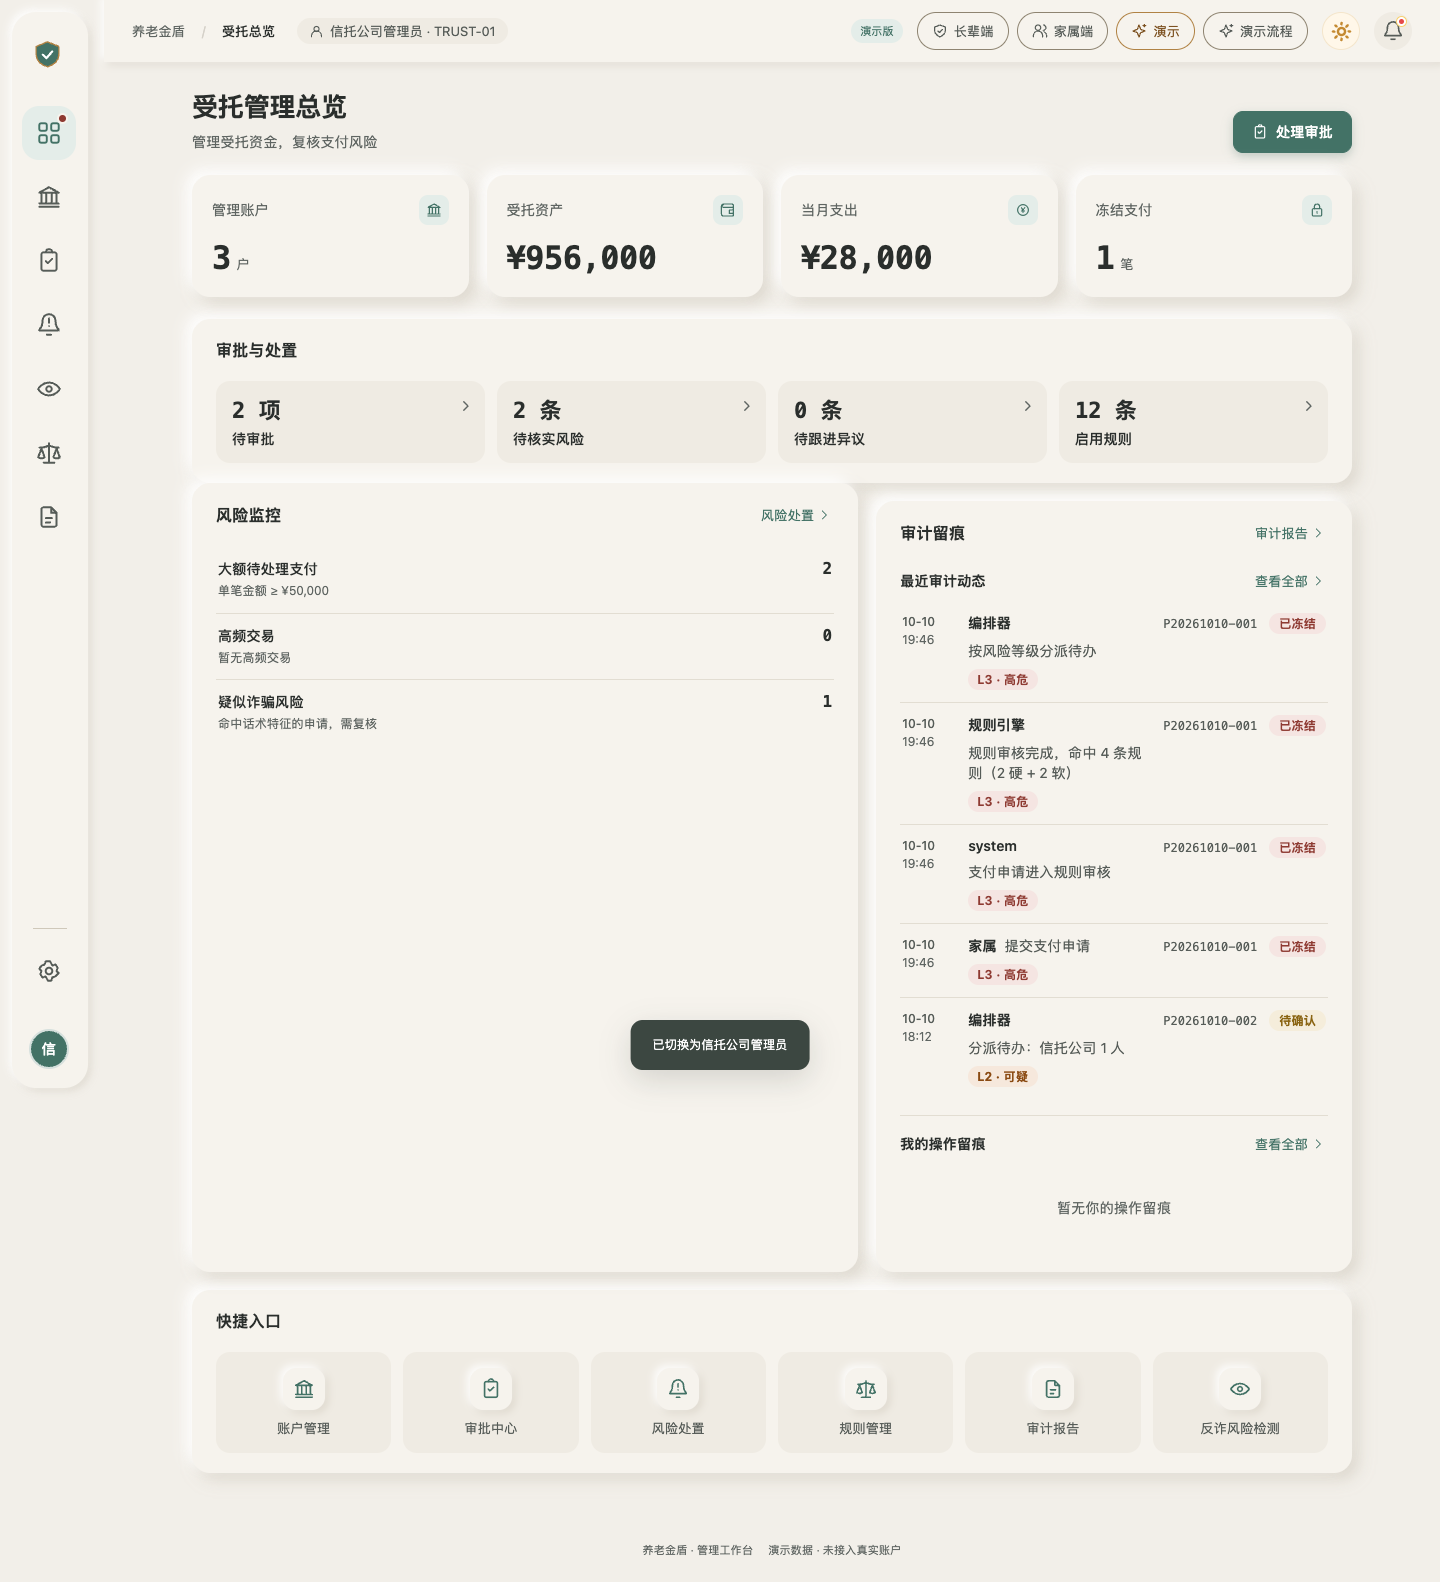 养老金盾 / 受托总览 信托公司管理员 · TRUST-01 演示版 长辈端 家属端 演示 演示流程
受托管理总览
管理受托资金，复核支付风险
处理审批
管理账户
3 户
受托资产
¥956,000
当月支出
¥28,000
冻结支付
1 笔
审批与处置
2 项
待审批
2 条
待核实风险
0 条
待跟进异议
12 条
启用规则
风险监控 风险处置
大额待处理支付 2
单笔金额 ≥ ¥50,000
高频交易 0
暂无高频交易
疑似诈骗风险 1
命中话术特征的申请，需复核
已切换为信托公司管理员
审计留痕 审计报告
最近审计动态 查看全部
10-10 编排器 P20261010-001 已冻结
19:46
按风险等级分派待办
L3 · 高危
10-10 规则引擎 P20261010-001 已冻结
19:46
规则审核完成，命中 4 条规
则（2 硬 + 2 软）
L3 · 高危
10-10 system P20261010-001 已冻结
19:46
支付申请进入规则审核
L3 · 高危
10-10 家属 提交支付申请 P20261010-001 已冻结
19:46
L3 · 高危
10-10 编排器 P20261010-002 待确认
18:12
分派待办：信托公司 1 人
L2 · 可疑
我的操作留痕 查看全部
暂无你的操作留痕
信
快捷入口
账户管理
审批中心
风险处置
规则管理
审计报告
反诈风险检测
养老金盾 · 管理工作台 演示数据 · 未接入真实账户